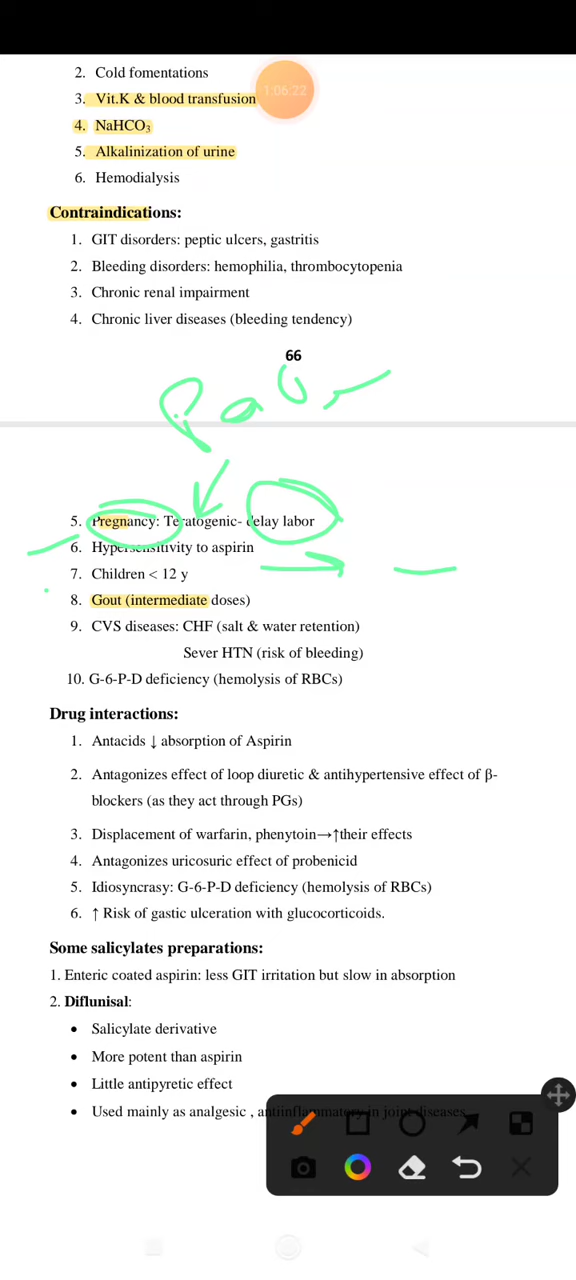 2. Cold fomentations
1:06:22
3. Vit.K & blood transfusion
4. NaHCO₃
5. Alkalinization of urine
6. Hemodialysis
Contraindications:
1. GIT disorders: peptic ulcers, gastritis
2. Bleeding disorders: hemophilia, thrombocytopenia
3. Chronic renal impairment
4. Chronic liver diseases (bleeding tendency)
66
5. Pregnancy: Teratogenic- delay labor
6. Hypersensitivity to aspirin
7. Children < 12 y
8. Gout (intermediate doses)
9. CVS diseases: CHF (salt & water retention)
Sever HTN (risk of bleeding)
10. G-6-P-D deficiency (hemolysis of RBCs)
Drug interactions:
1. Antacids ↓ absorption of Aspirin
2. Antagonizes effect of loop diuretic & antihypertensive effect of β-
blockers (as they act through PGs)
3. Displacement of warfarin, phenytoin→↑their effects
4. Antagonizes uricosuric effect of probenicid
5. Idiosyncrasy: G-6-P-D deficiency (hemolysis of RBCs)
6. ↑ Risk of gastic ulceration with glucocorticoids.
Some salicylates preparations:
1. Enteric coated aspirin: less GIT irritation but slow in absorption
2. Diflunisal:
• Salicylate derivative
• More potent than aspirin
• Little antipyretic effect
• Used mainly as analgesic , antiinflammatory in joint diseases